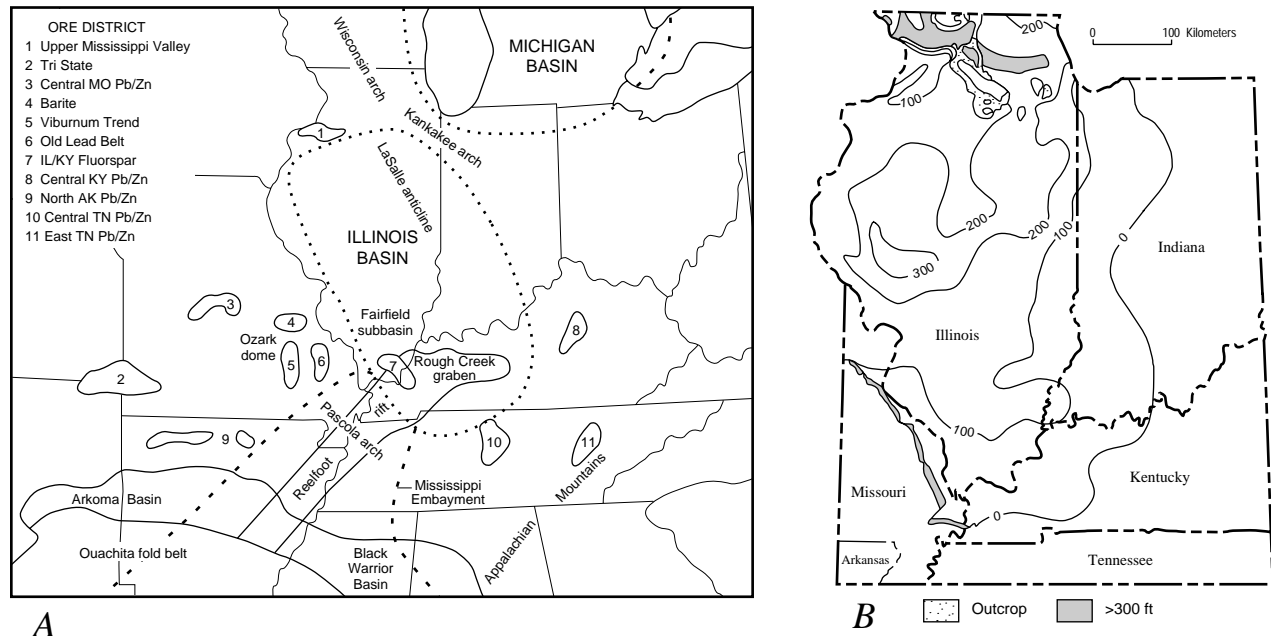 ORE DISTRICT
1 Upper Mississippi Valley
2 Tri State
3 Central MO Pb/Zn
4 Barite
5 Viburnum Trend
6 Old Lead Belt
7 IL/KY Fluorspar
8 Central KY Pb/Zn
9 North AK Pb/Zn
10 Central TN Pb/Zn
11 East TN Pb/Zn
Wisconsin arch
MICHIGAN
BASIN
1
Kankakee arch
LaSalle anticline
ILLINOIS
BASIN
3
4
Fairfield
subbasin
Ozark
dome
5
6
7
8
Rough Creek
graben
2
rift
Pascola arch
9
10
11
Reelfoot
Mississippi
Embayment
Mountains
Arkoma Basin
Ouachita fold belt
Black
Warrior
Basin
Appalachian
A
200
0
100 Kilometers
100
200
200
100
0
300
Indiana
Illinois
100
Missouri
0
Kentucky
Arkansas
Tennessee
B
Outcrop
>300 ft